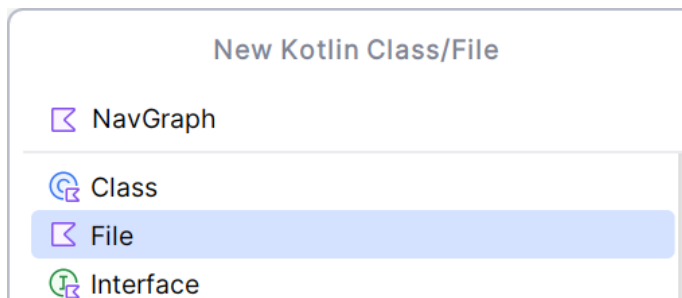 New Kotlin Class/File
NavGraph
Class
File
Interface